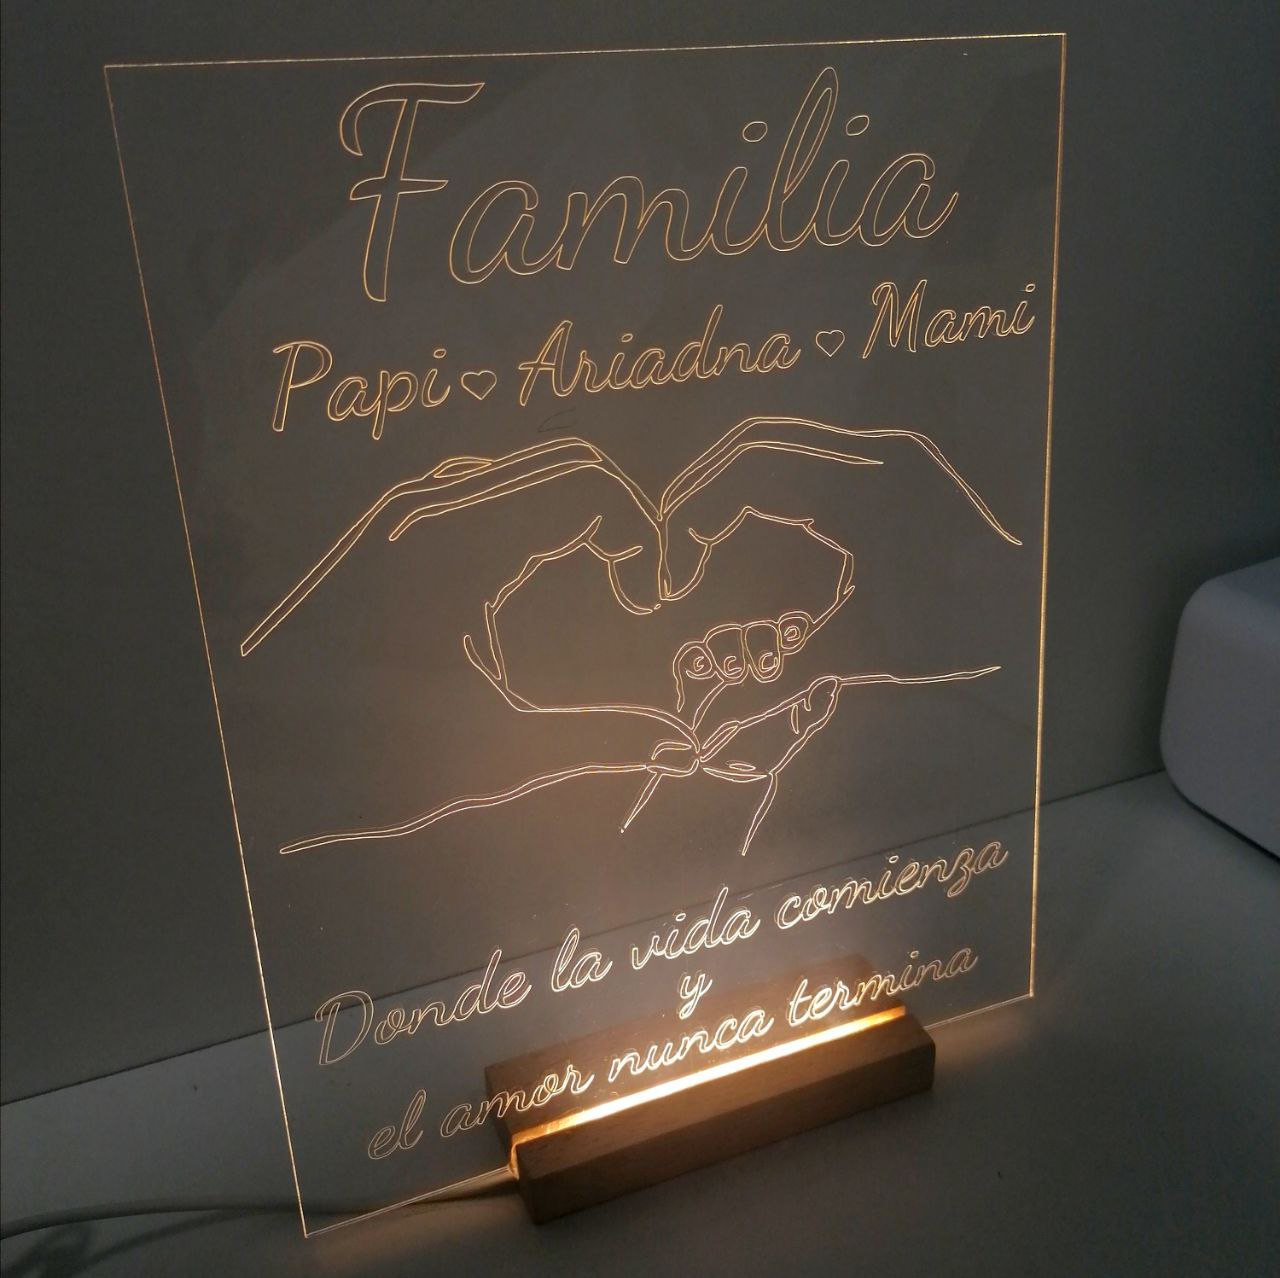 Familia
Papi ♡ Ariadna ♡ Mami
Donde la vida comienza
y
el amor nunca termina